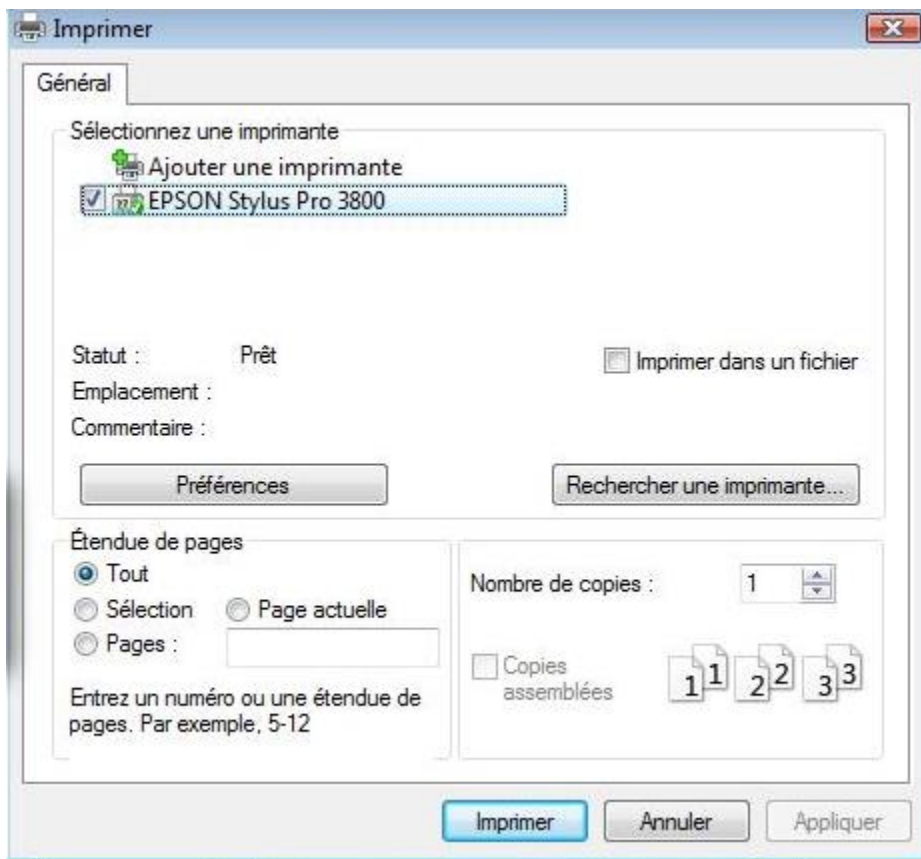 Imprimer
Général
Sélectionnez une imprimante
Ajouter une imprimante
EPSON Stylus Pro 3800
Statut : Prêt
Imprimer dans un fichier
Emplacement :
Commentaire :
Préférences
Rechercher une imprimante...
Étendue de pages
Tout
Sélection
Page actuelle
Pages :
Entrez un numéro ou une étendue de
pages. Par exemple, 5-12
Nombre de copies : 1
Copies
assemblées
1 1 2 2 3 3
Imprimer
Annuler
Appliquer